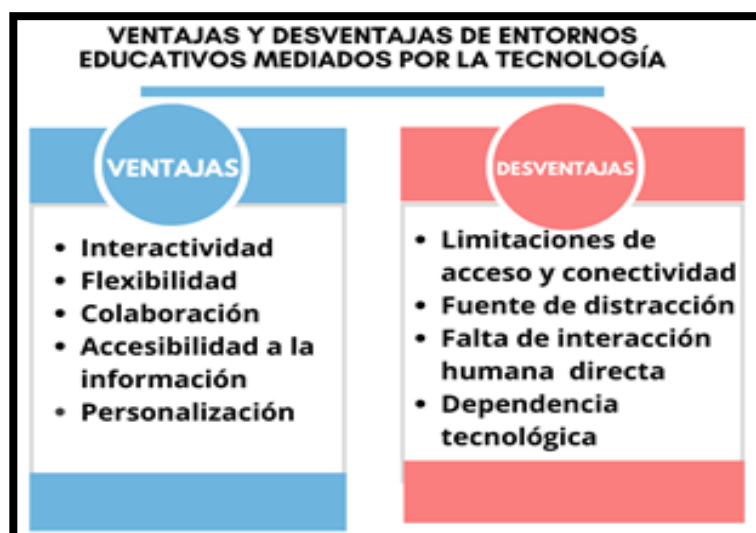 VENTAJAS Y DESVENTAJAS DE ENTORNOS
EDUCATIVOS MEDIADOS POR LA TECNOLOGÍA
VENTAJAS
• Interactividad
• Flexibilidad
• Colaboración
• Accesibilidad a la
información
• Personalización
DESVENTAJAS
• Limitaciones de
acceso y conectividad
• Fuente de distracción
• Falta de interacción
humana directa
• Dependencia
tecnológica